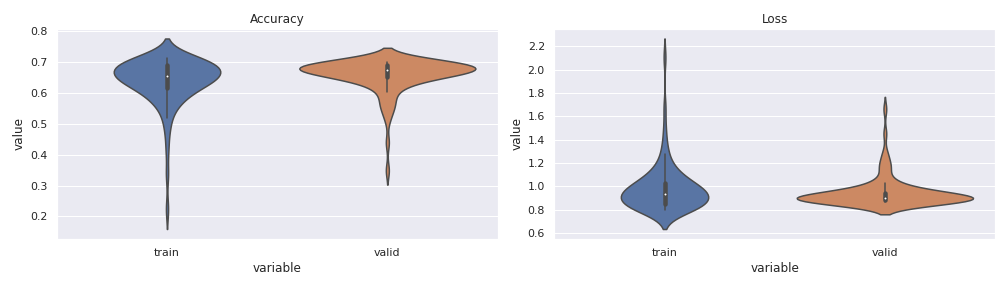 Accuracy
0.8
0.7
0.6
0.5
0.4
0.3
0.2
value
train
valid
variable
Loss
2.2
2.0
1.8
1.6
1.4
1.2
1.0
0.8
0.6
value
train
valid
variable